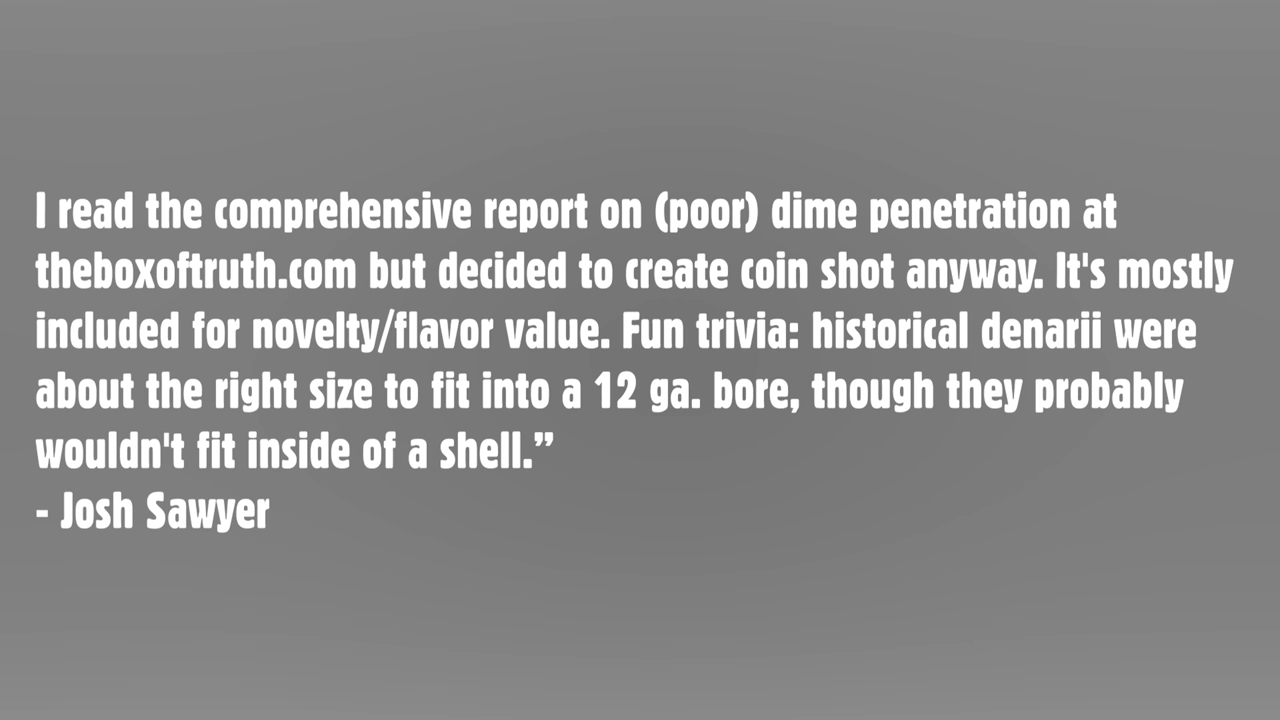 I read the comprehensive report on (poor) dime penetration at
theboxoftruth.com but decided to create coin shot anyway. It's mostly
included for novelty/flavor value. Fun trivia: historical denarii were
about the right size to fit into a 12 ga. bore, though they probably
wouldn't fit inside of a shell.”
- Josh Sawyer